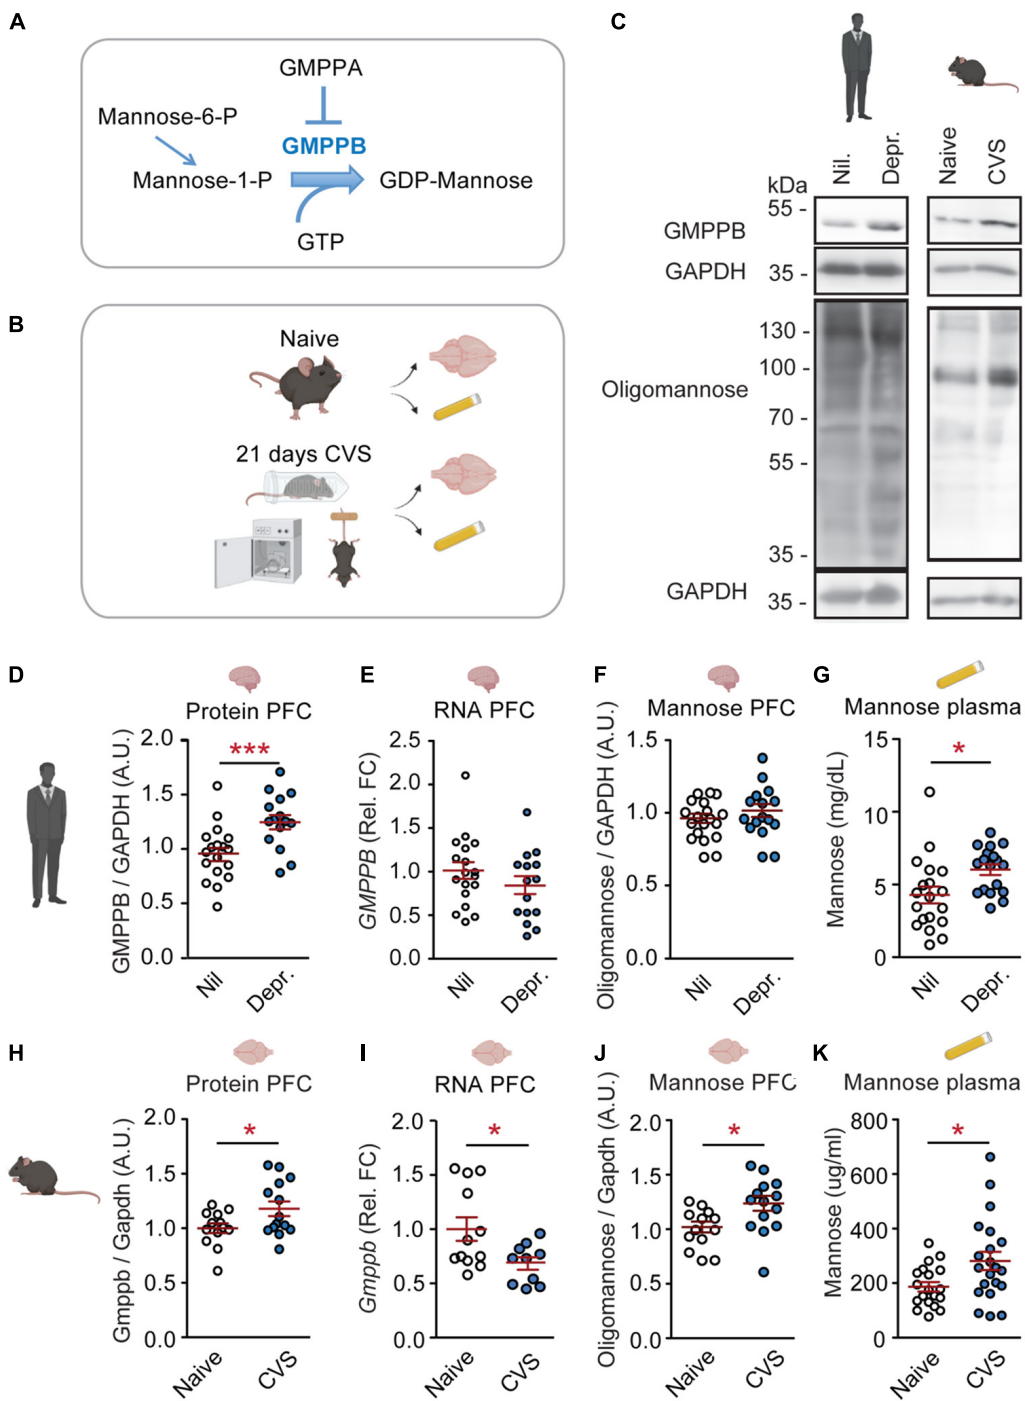 A
GMPPA
Mannose-6-P
GMPPB
Mannose-1-P
GDP-Mannose
GTP
B
Naive
21 days CVS
C
Nil.
Depr.
Naive
CVS
kDa
55 -
GMPPB
GAPDH
35 -
130 -
100 -
Oligomannose
70 -
55 -
35 -
GAPDH
35 -
D
Protein PFC
GMPPB / GAPDH (A.U.)
2.0
1.5
1.0
0.5
0.0
***
Nil
Depr.
E
RNA PFC
GMPPB (Rel. FC)
2.5
2.0
1.5
1.0
0.5
0.0
Nil
Depr.
F
Mannose PFC
Oligomannose / GAPDH (A.U.)
1.5
1.0
0.5
0.0
Nil
Depr.
G
Mannose plasma
Mannose (mg/dL)
15
10
5
0
*
Nil
Depr.
H
Protein PFC
Gmppb / Gapdh (A.U.)
2.0
1.5
1.0
0.5
0.0
*
Naive
CVS
I
RNA PFC
Gmppb (Rel. FC)
2.0
1.5
1.0
0.5
0.0
*
Naive
CVS
J
Mannose PFC
Oligomannose / Gapdh (A.U.)
2.0
1.5
1.0
0.5
0.0
*
Naive
CVS
K
Mannose plasma
Mannose (ug/ml)
800
600
400
200
0
*
Naive
CVS